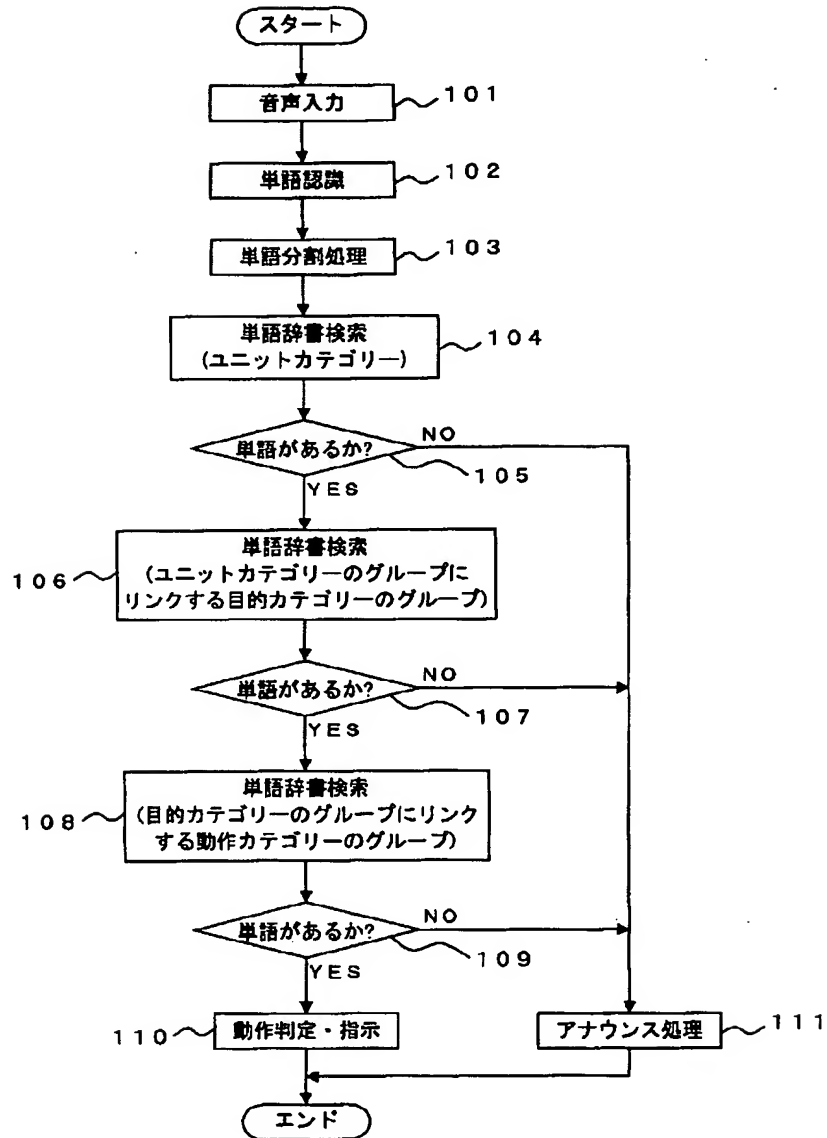 スタート
音声入力
101
単語認識
102
単語分割処理
103
単語辞書検索
(ユニットカテゴリー)
104
単語があるか?
NO
105
YES
単語辞書検索
(ユニットカテゴリーのグループに
リンクする目的カテゴリーのグループ)
106
単語があるか?
NO
107
YES
単語辞書検索
(目的カテゴリーのグループにリンク
する動作カテゴリーのグループ)
108
単語があるか?
NO
109
YES
110
動作判定・指示
アナウンス処理
111
エンド